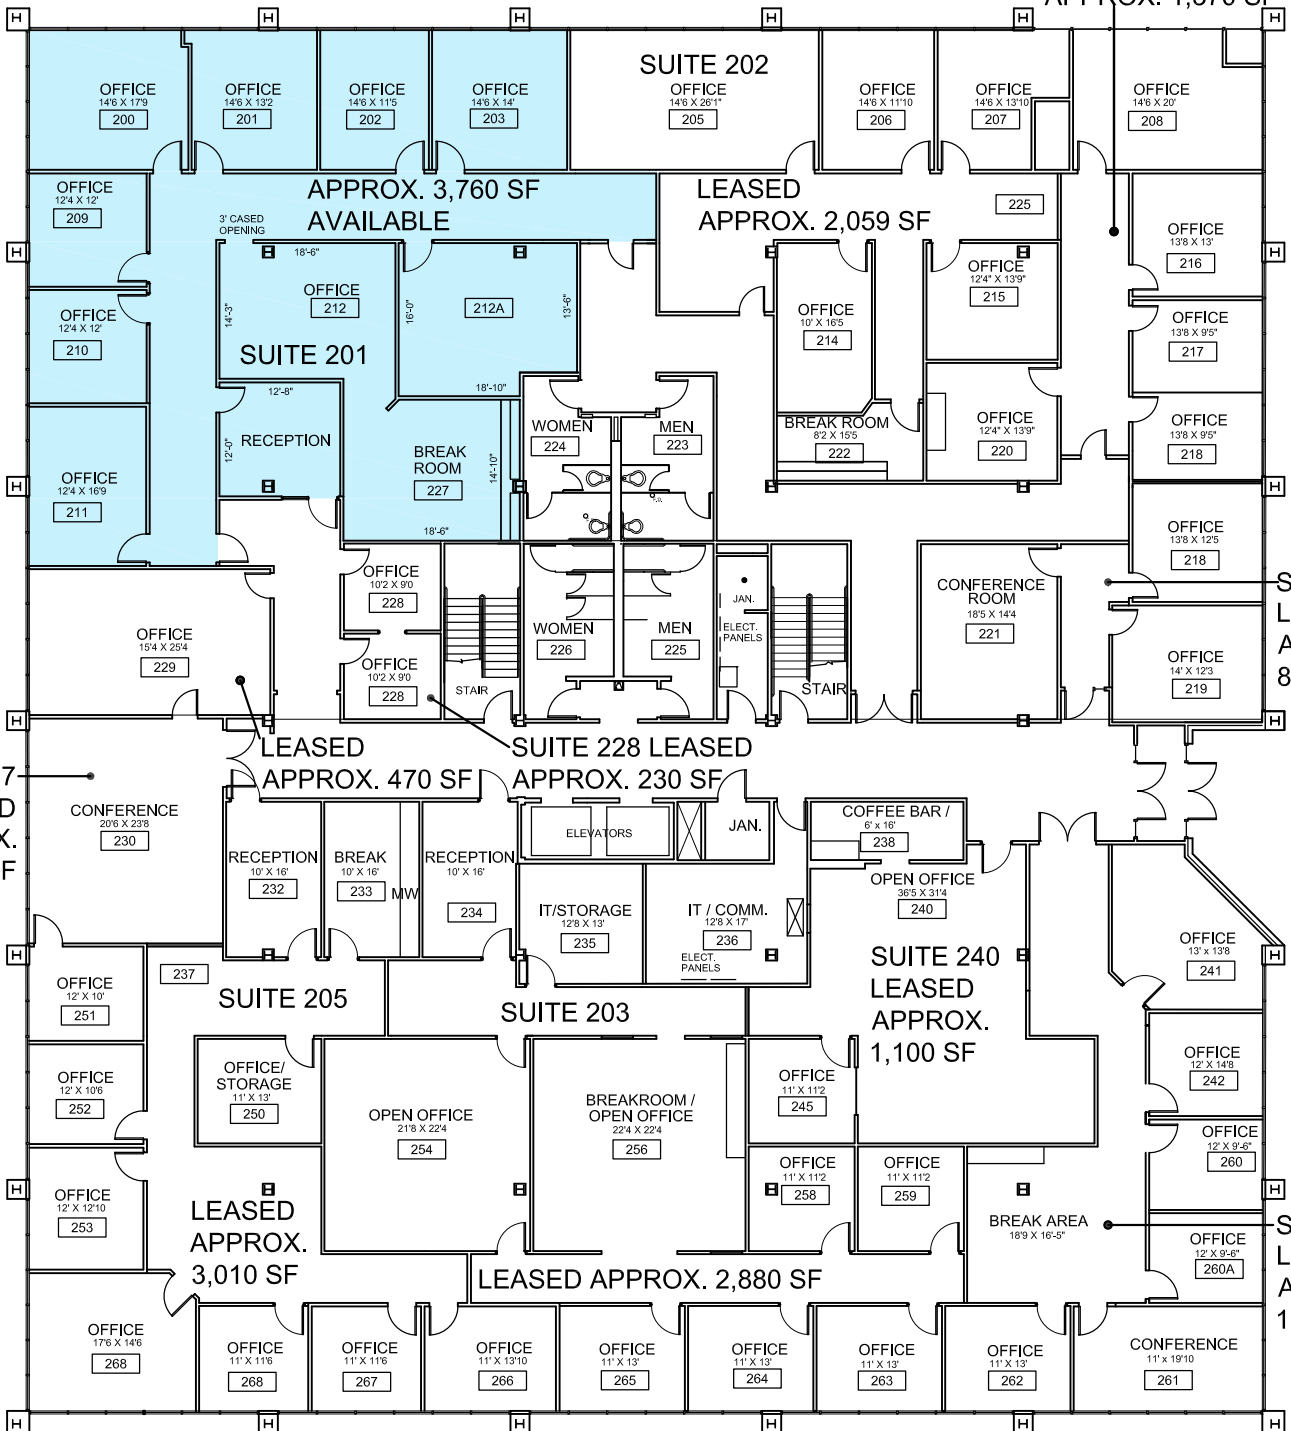 APPROX. 1,370 SF
SUITE 202
OFFICE
14'6 X 17'9
200
OFFICE
14'6 X 13'2
201
OFFICE
14'6 X 11'5
202
OFFICE
14'6 X 14'
203
OFFICE
14'6 X 26'1"
205
OFFICE
14'6 X 11'10
206
OFFICE
14'6 X 13'10
207
OFFICE
14'6 X 20'
208
OFFICE
12'4 X 12'
209
APPROX. 3,760 SF
AVAILABLE
3' CASED
OPENING
LEASED
APPROX. 2,059 SF
225
OFFICE
13'8 X 13'
216
18'-6"
OFFICE
212
14'-3"
16'-0"
212A
13'-6"
18'-10"
OFFICE
12'4" X 13'9"
215
OFFICE
10' X 16'5
214
OFFICE
12'4 X 12'
210
SUITE 201
OFFICE
13'8 X 9'5"
217
12'-8"
RECEPTION
12'-0"
WOMEN
224
MEN
223
BREAK ROOM
8'2 X 15'5
222
OFFICE
12'4" X 13'9"
220
OFFICE
13'8 X 9'5"
218
BREAK
ROOM
227
14'-10"
18'-6"
F.D.
OFFICE
12'4 X 16'9
211
OFFICE
13'8 X 12'5
218
OFFICE
10'2 X 9'0
228
JAN.
ELECT.
PANELS
CONFERENCE
ROOM
18'5 X 14'4
221
S
L
A
8
OFFICE
15'4 X 25'4
229
OFFICE
10'2 X 9'0
228
STAIR
WOMEN
226
MEN
225
STAIR
OFFICE
14' X 12'3
219
LEASED
APPROX. 470 SF
SUITE 228 LEASED
APPROX. 230 SF
7
D
X.
F
CONFERENCE
20'6 X 23'8
230
ELEVATORS
JAN.
COFFEE BAR /
6' x 16'
238
RECEPTION
10' X 16'
232
BREAK
10' X 16'
233
MW
RECEPTION
10' X 16'
234
OPEN OFFICE
36'5 X 31'4
240
IT/STORAGE
12'8 X 13'
235
IT / COMM.
12'8 X 17'
236
ELECT.
PANELS
SUITE 240
LEASED
APPROX.
1,100 SF
OFFICE
13' x 13'8
241
237
SUITE 205
SUITE 203
OFFICE
12' X 10'
251
OFFICE
12' X 10'6
252
OFFICE/
STORAGE
11' X 13'
250
OPEN OFFICE
21'8 X 22'4
254
BREAKROOM /
OPEN OFFICE
22'4 X 22'4
256
OFFICE
11' X 11'2
245
OFFICE
12' X 14'8
242
OFFICE
12' X 9'-6"
260
OFFICE
11' X 11'2
258
OFFICE
11' X 11'2
259
OFFICE
12' X 12'10
253
LEASED
APPROX.
3,010 SF
BREAK AREA
18'9 X 16'-5"
S
L
A
1
OFFICE
12' X 9'-6"
260A
LEASED APPROX. 2,880 SF
OFFICE
17'6 X 14'6
268
OFFICE
11' X 11'6
268
OFFICE
11' X 11'6
267
OFFICE
11' X 13'10
266
OFFICE
11' X 13'
265
OFFICE
11' X 13'
264
OFFICE
11' X 13'
263
OFFICE
11' X 13'
262
CONFERENCE
11' x 19'10
261